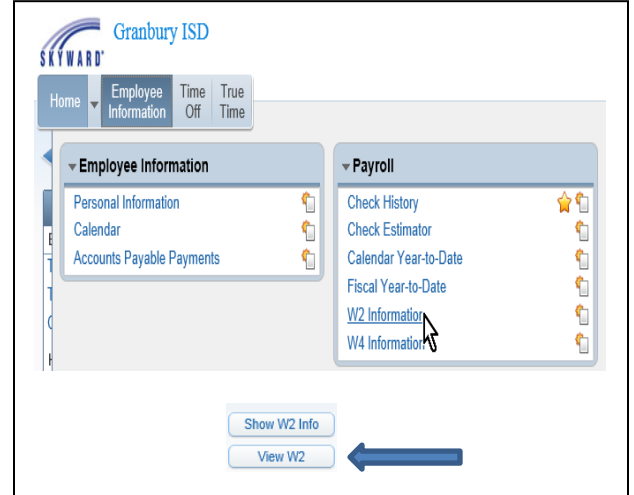 Granbury ISD
SKYWARD
Home
Employee Information
Time Off
True Time
Employee Information
Personal Information
Calendar
Accounts Payable Payments
Payroll
Check History
Check Estimator
Calendar Year-to-Date
Fiscal Year-to-Date
W2 Information
W4 Information
Show W2 Info
View W2